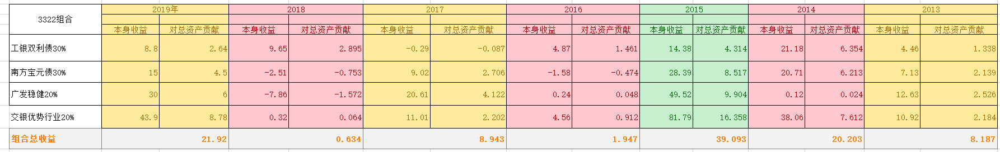 3322组合 2019年 2018 2017 2016 2015 2014 2013
本身收益 对总资产贡献 本身收益 对总资产贡献 本身收益 对总资产贡献 本身收益 对总资产贡献 本身收益 对总资产贡献 本身收益 对总资产贡献 本身收益 对总资产贡献
工银双利债30% 8.8 2.64 9.65 2.895 -0.29 -0.087 4.87 1.461 14.38 4.314 21.18 6.354 4.46 1.338
南方宝元债30% 15 4.5 -2.51 -0.753 9.02 2.706 -1.58 -0.474 28.39 8.517 20.71 6.213 7.13 2.139
广发稳健20% 30 6 -7.86 -1.572 20.61 4.122 0.24 0.048 49.52 9.904 0.12 0.024 12.63 2.526
交银优势行业20% 43.9 8.78 0.32 0.064 11.01 2.202 4.56 0.912 81.79 16.358 38.06 7.612 10.92 2.184
组合总收益 21.92 0.634 8.943 1.947 39.093 20.203 8.187